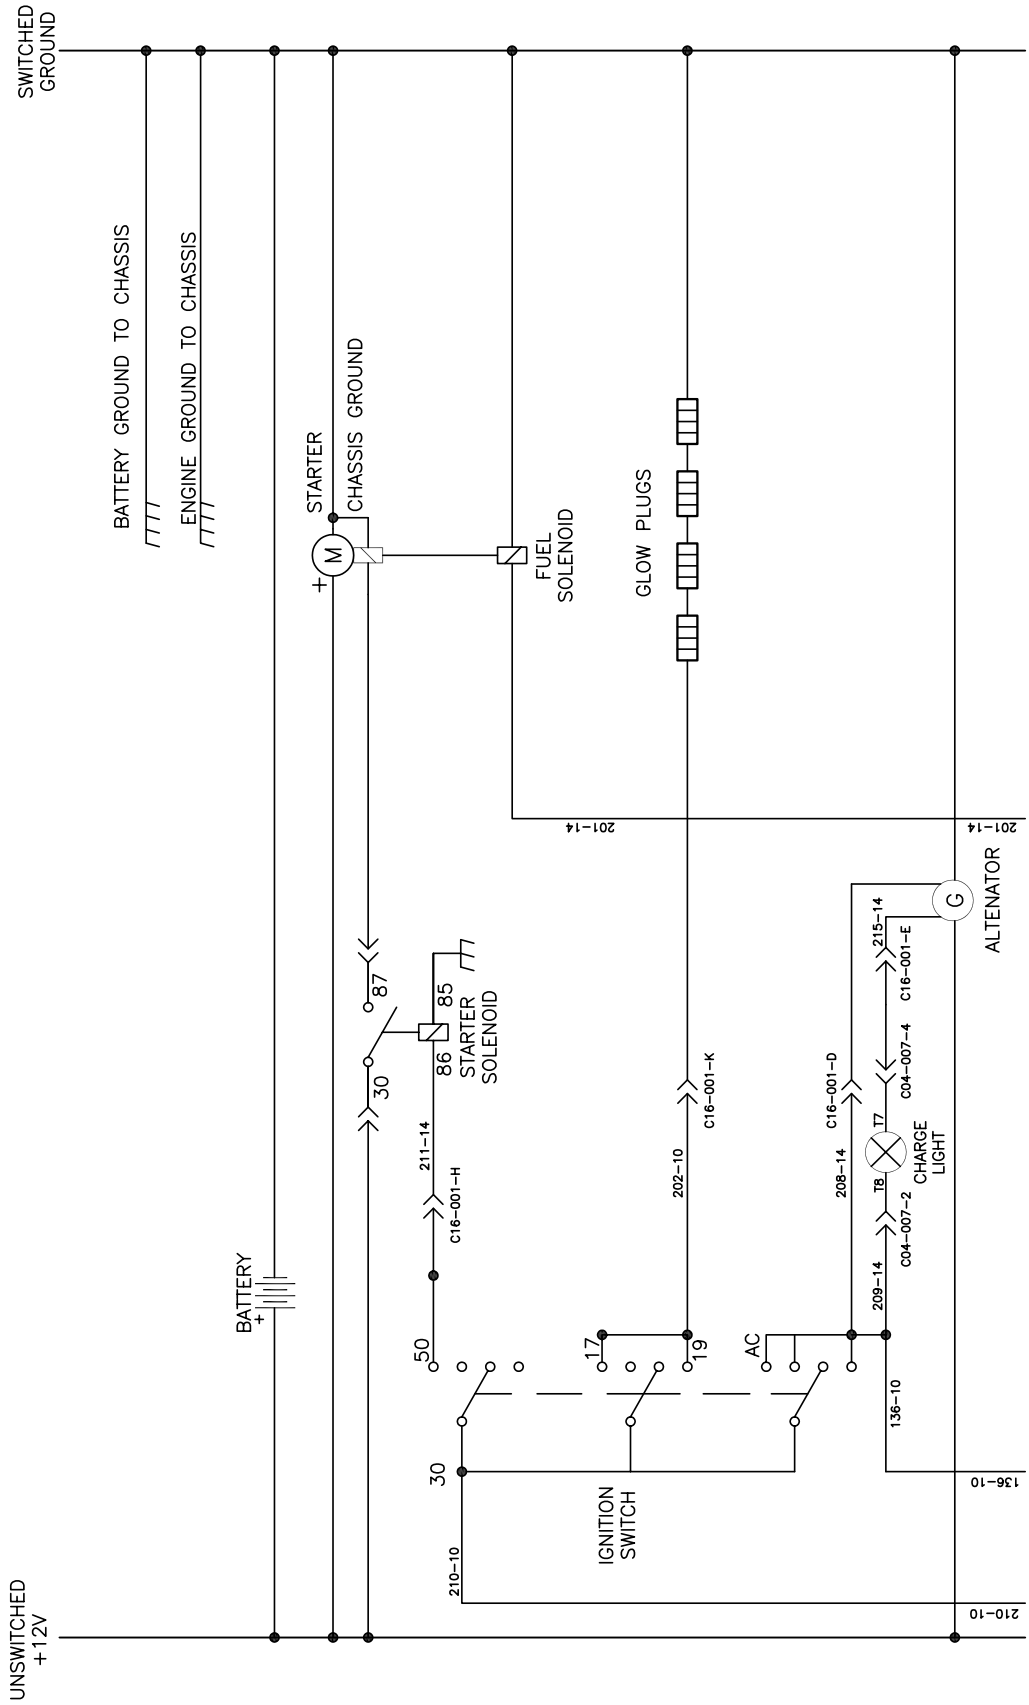 UNSWITCHED
+12V
SWITCHED
GROUND
BATTERY GROUND TO CHASSIS
ENGINE GROUND TO CHASSIS
BATTERY
+
STARTER
+
M
CHASSIS GROUND
30
87
50
C16-001-H
211-14
86
85
STARTER
SOLENOID
FUEL
SOLENOID
30
210-10
IGNITION
SWITCH
17
19
202-10
C16-001-K
GLOW PLUGS
201-14
AC
208-14
C16-001-D
136-10
209-14
C04-007-2
T8
T7
CHARGE
LIGHT
C04-007-4
C16-001-E
215-14
G
ALTENATOR
210-10
136-10
201-14